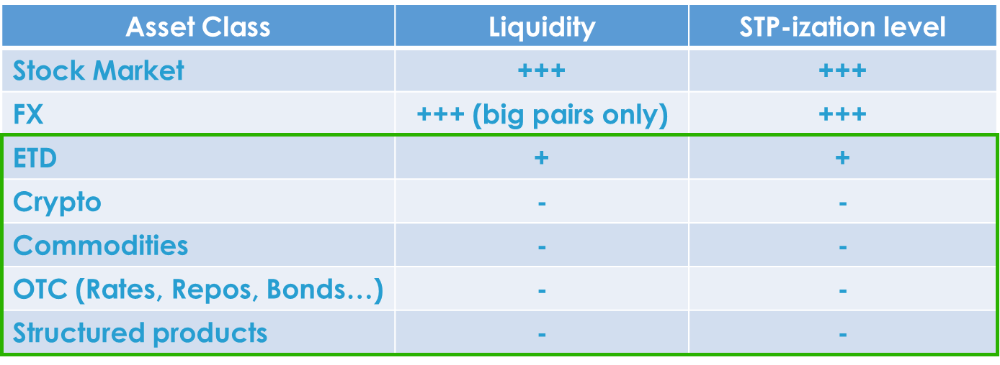 Asset Class Liquidity STP-ization level
Stock Market +++ +++
FX +++ (big pairs only) +++
ETD + +
Crypto - -
Commodities - -
OTC (Rates, Repos, Bonds...) - -
Structured products - -